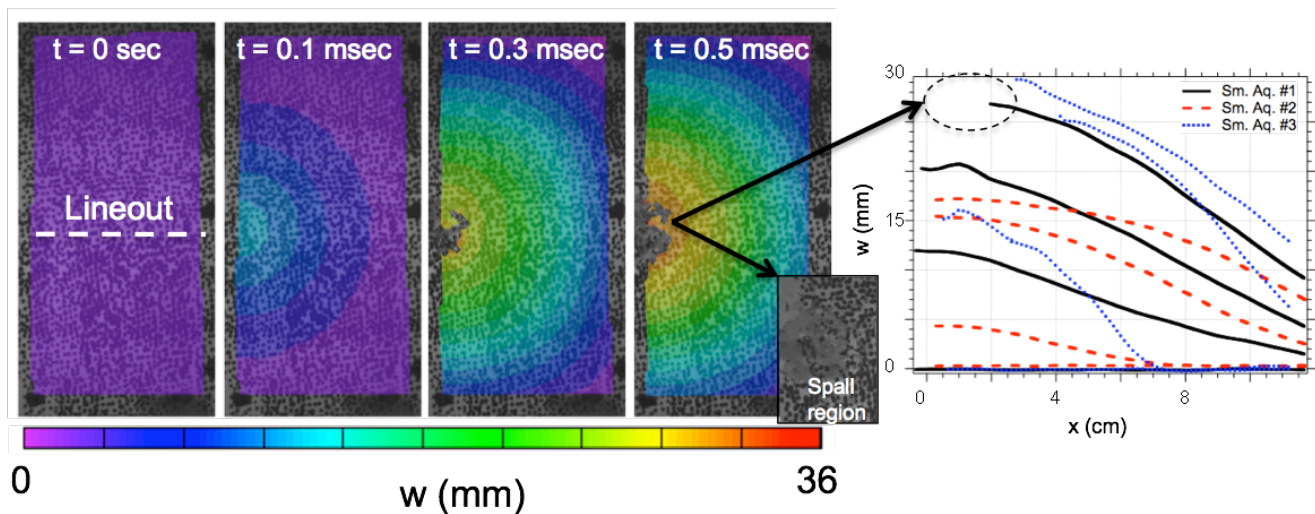 t = 0 sec
t = 0.1 msec
t = 0.3 msec
t = 0.5 msec
Lineout
Spall
region
0
36
w (mm)
30
15
0
w (mm)
Sm. Aq. #1
Sm. Aq. #2
Sm. Aq. #3
0
4
8
x (cm)